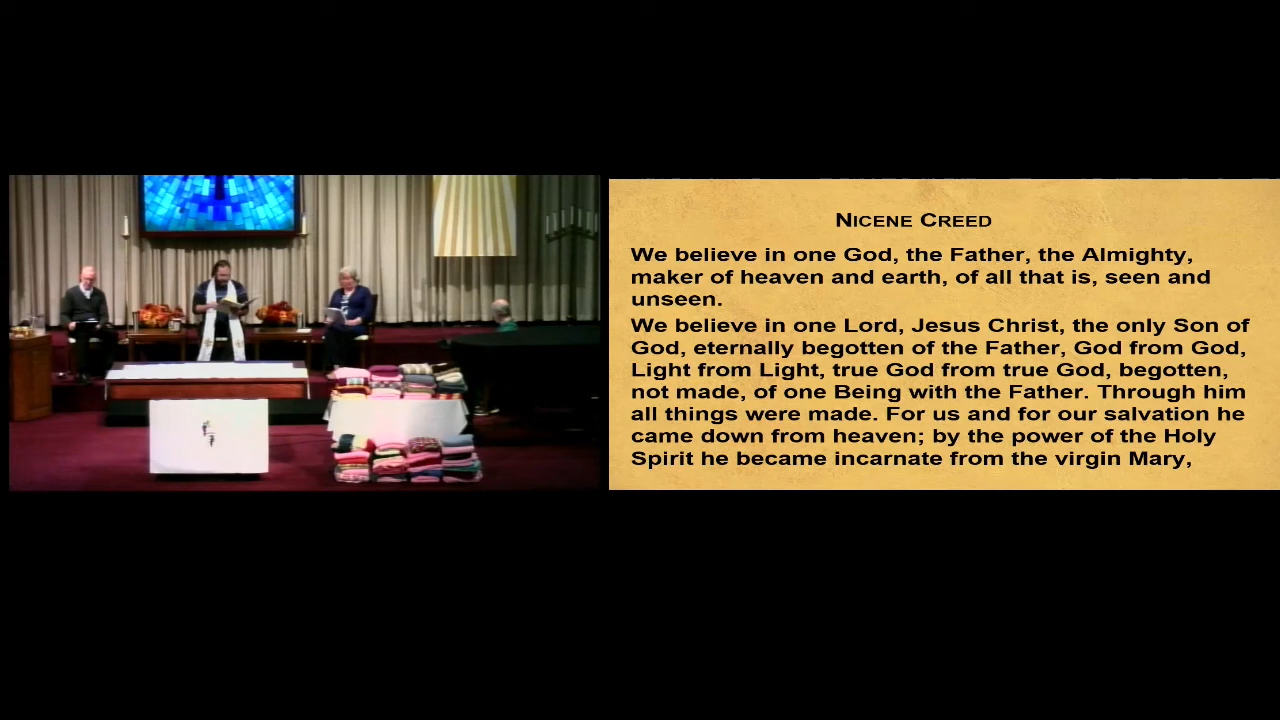 NICENE CREED
We believe in one God, the Father, the Almighty,
maker of heaven and earth, of all that is, seen and
unseen.
We believe in one Lord, Jesus Christ, the only Son of
God, eternally begotten of the Father, God from God,
Light from Light, true God from true God, begotten,
not made, of one Being with the Father. Through him
all things were made. For us and for our salvation he
came down from heaven; by the power of the Holy
Spirit he became incarnate from the virgin Mary,